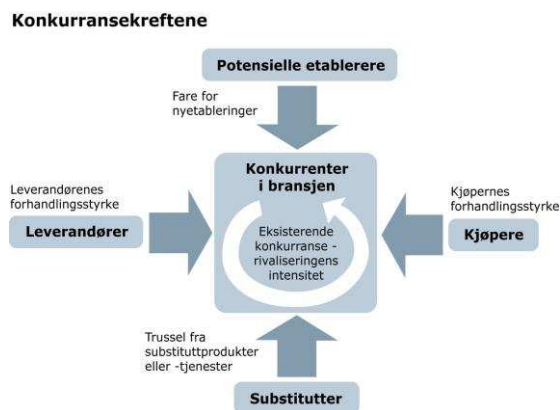 Konkurransekreftene
Potensielle etablerere
Fare for
nyetableringer
Konkurrenter
i bransjen
Leverandørenes
forhandlingsstyrke
Leverandører
Eksisterende
konkurranse -
rivaliseringens
intensitet
Kjøpernes
forhandlingsstyrke
Kjøpere
Trussel fra
substituttprodukter
eller -tjenester
Substitutter